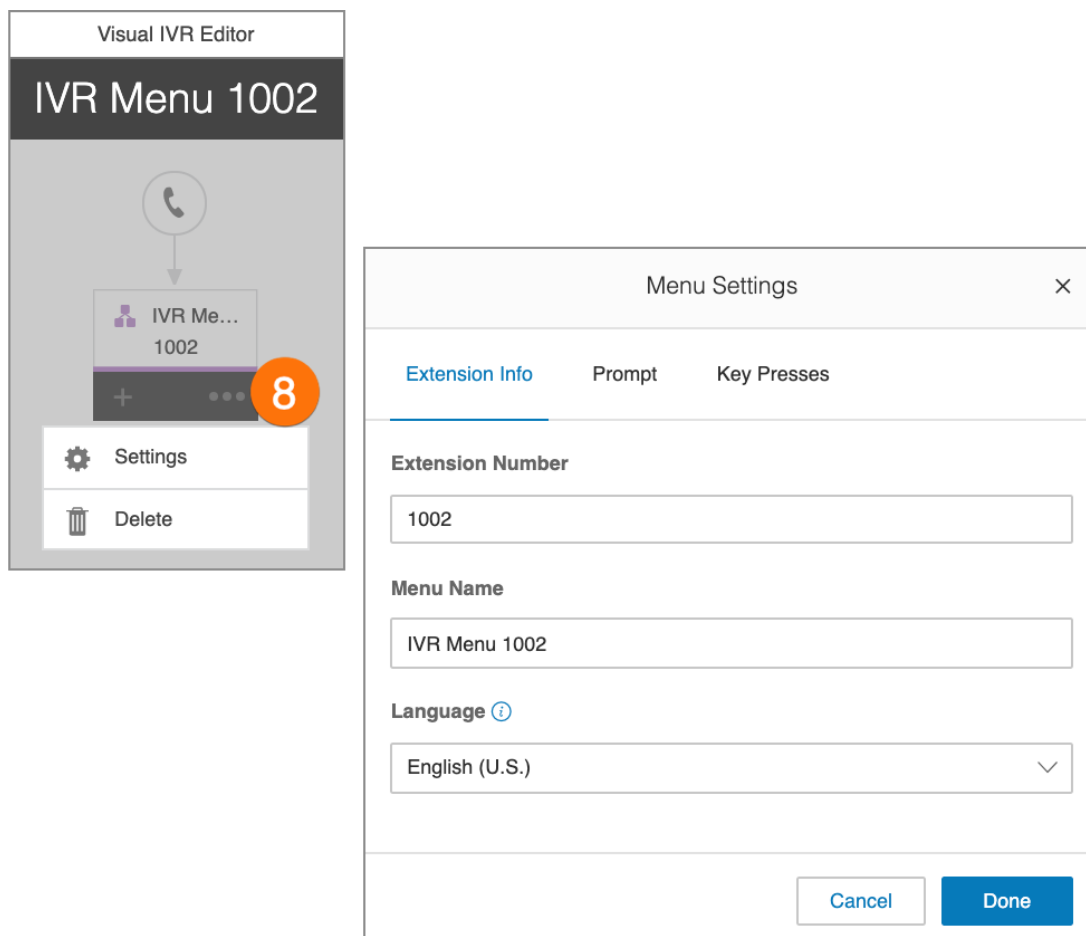 Visual IVR Editor
IVR Menu 1002
IVR Me...
1002
8
Settings
Delete
Menu Settings
Extension Info
Prompt
Key Presses
Extension Number
1002
Menu Name
IVR Menu 1002
Language
English (U.S.)
Cancel
Done